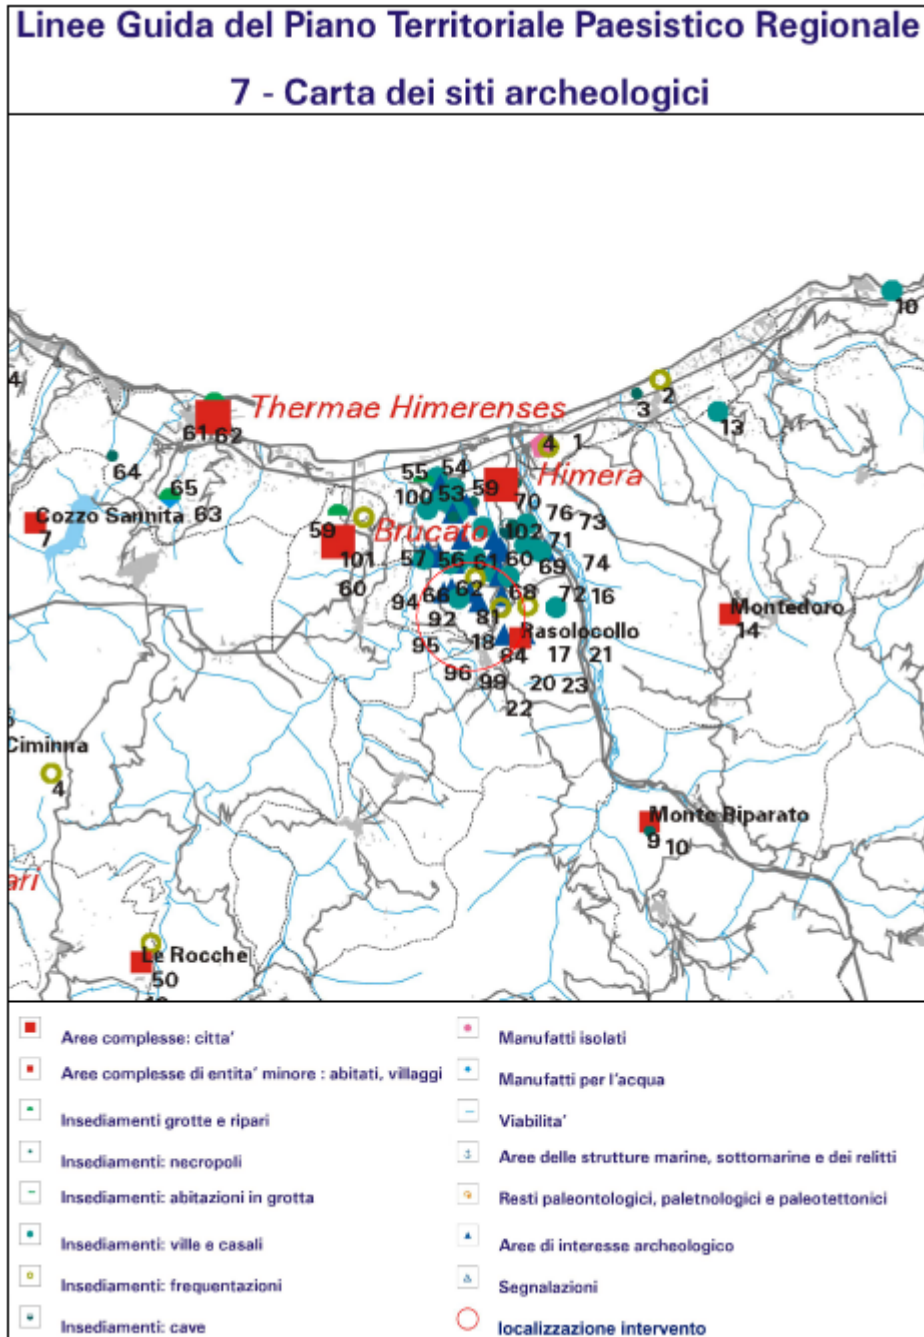 Linee Guida del Piano Territoriale Paesistico Regionale
7 - Carta dei siti archeologici
10
4
2
3
13
Thermae Himerenses
61 62
4 1
Himera
64
55 54
65
63
100 53 59
70
Cozzo Sannita
7
59
Brucato
102
76 73
101
57 56 61 60
71
69 74
60
94 66 62 68
72 16
Montedoro
14
92 81
95 18
Rasolocollo
84 17 21
96 99 20 23
22
Ciminna
4
Monte Riparato
9 10
ari
Le Rocche
50
Aree complesse: citta'
Aree complesse di entita' minore : abitati, villaggi
Insediamenti grotte e ripari
Insediamenti: necropoli
Insediamenti: abitazioni in grotta
Insediamenti: ville e casali
Insediamenti: frequentazioni
Insediamenti: cave
Manufatti isolati
Manufatti per l'acqua
Viabilita'
Aree delle strutture marine, sottomarine e dei relitti
Resti paleontologici, paletnologici e paleotettonici
Aree di interesse archeologico
Segnalazioni
localizzazione intervento